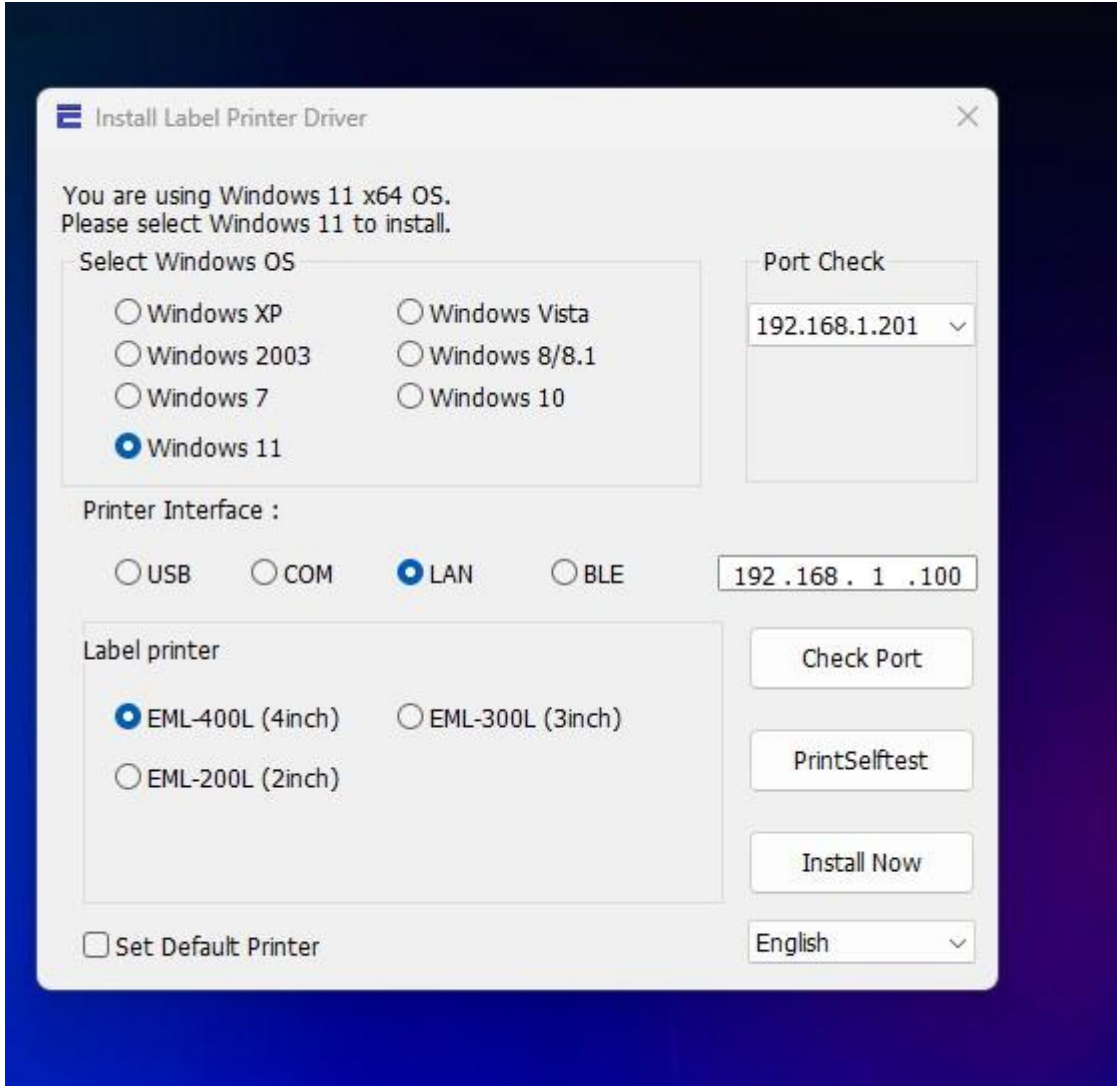 Install Label Printer Driver
You are using Windows 11 x64 OS.
Please select Windows 11 to install.
Select Windows OS
Port Check
Windows XP
Windows Vista
192.168.1.201
Windows 2003
Windows 8/8.1
Windows 7
Windows 10
Windows 11
Printer Interface :
USB
COM
LAN
BLE
192 .168 . 1 .100
Label printer
Check Port
EML-400L (4inch)
EML-300L (3inch)
PrintSelftest
EML-200L (2inch)
Install Now
Set Default Printer
English